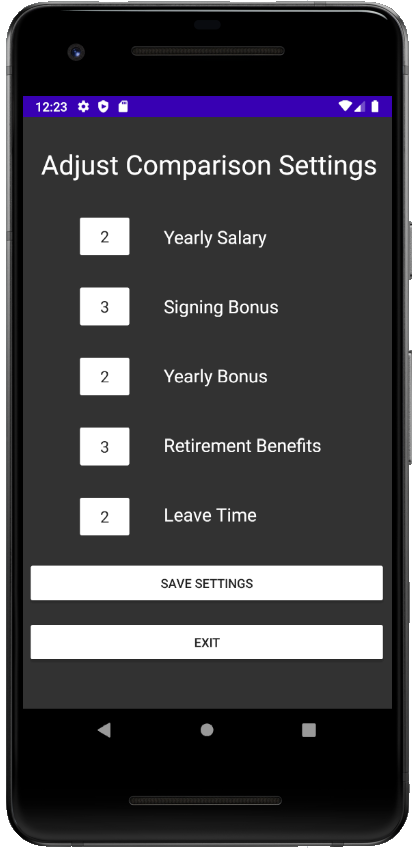 12:23
Adjust Comparison Settings
2 Yearly Salary
3 Signing Bonus
2 Yearly Bonus
3 Retirement Benefits
2 Leave Time
SAVE SETTINGS
EXIT